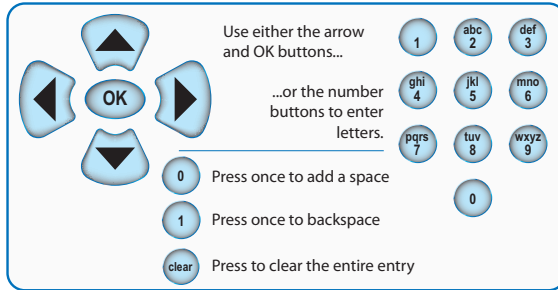 Use either the arrow
and OK buttons...
OK
...or the number
buttons to enter
letters.
1
abc
2
def
3
ghi
4
jkl
5
mno
6
pqrs
7
tuv
8
wxyz
9
0
0 Press once to add a space
1 Press once to backspace
clear Press to clear the entire entry